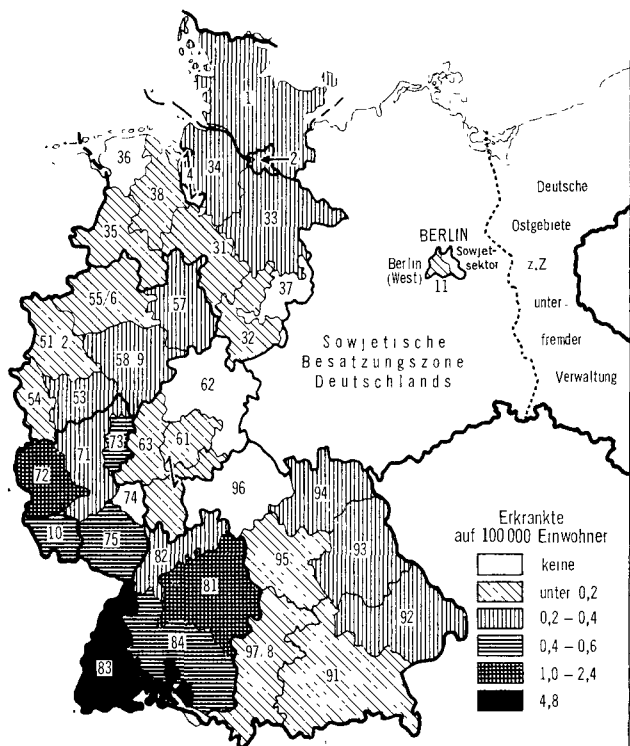 1
2
36
4
34
38
33
35
31
55/6
57
37
32
51 2
58 9
54
53
62
73
63
61
71
72
74
96
10
75
94
82
95
93
81
92
84
83
97.8
91
BERLIN
Sowjet-
sektor
Berlin
(West)
11
Deutsche
Ostgebiete
z.Z
unter
fremder
Verwaltung
Sowjetische
Besatzungszone
Deutschlands
Erkrankte
auf 100 000 Einwohner
keine
unter 0,2
0,2 – 0,4
0,4 – 0,6
1,0 – 2,4
4,8